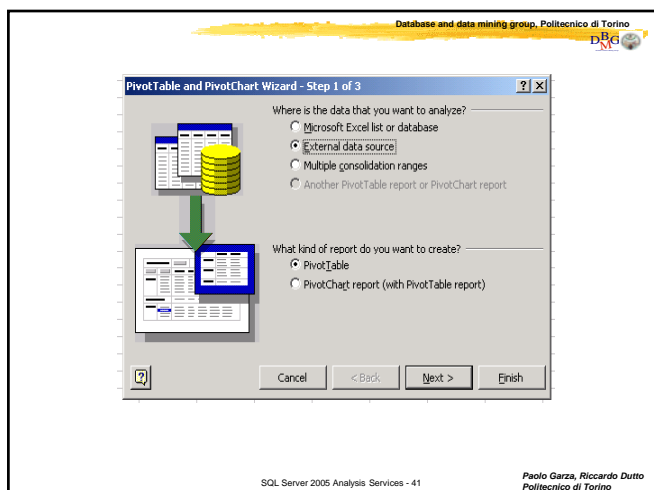 Database and data mining group, Politecnico di Torino
DBMG
PivotTable and PivotChart Wizard - Step 1 of 3
Where is the data that you want to analyze?
Microsoft Excel list or database
External data source
Multiple consolidation ranges
Another PivotTable report or PivotChart report
What kind of report do you want to create?
PivotTable
PivotChart report (with PivotTable report)
Cancel
< Back
Next >
Finish
SQL Server 2005 Analysis Services - 41
Paolo Garza, Riccardo Dutto
Politecnico di Torino